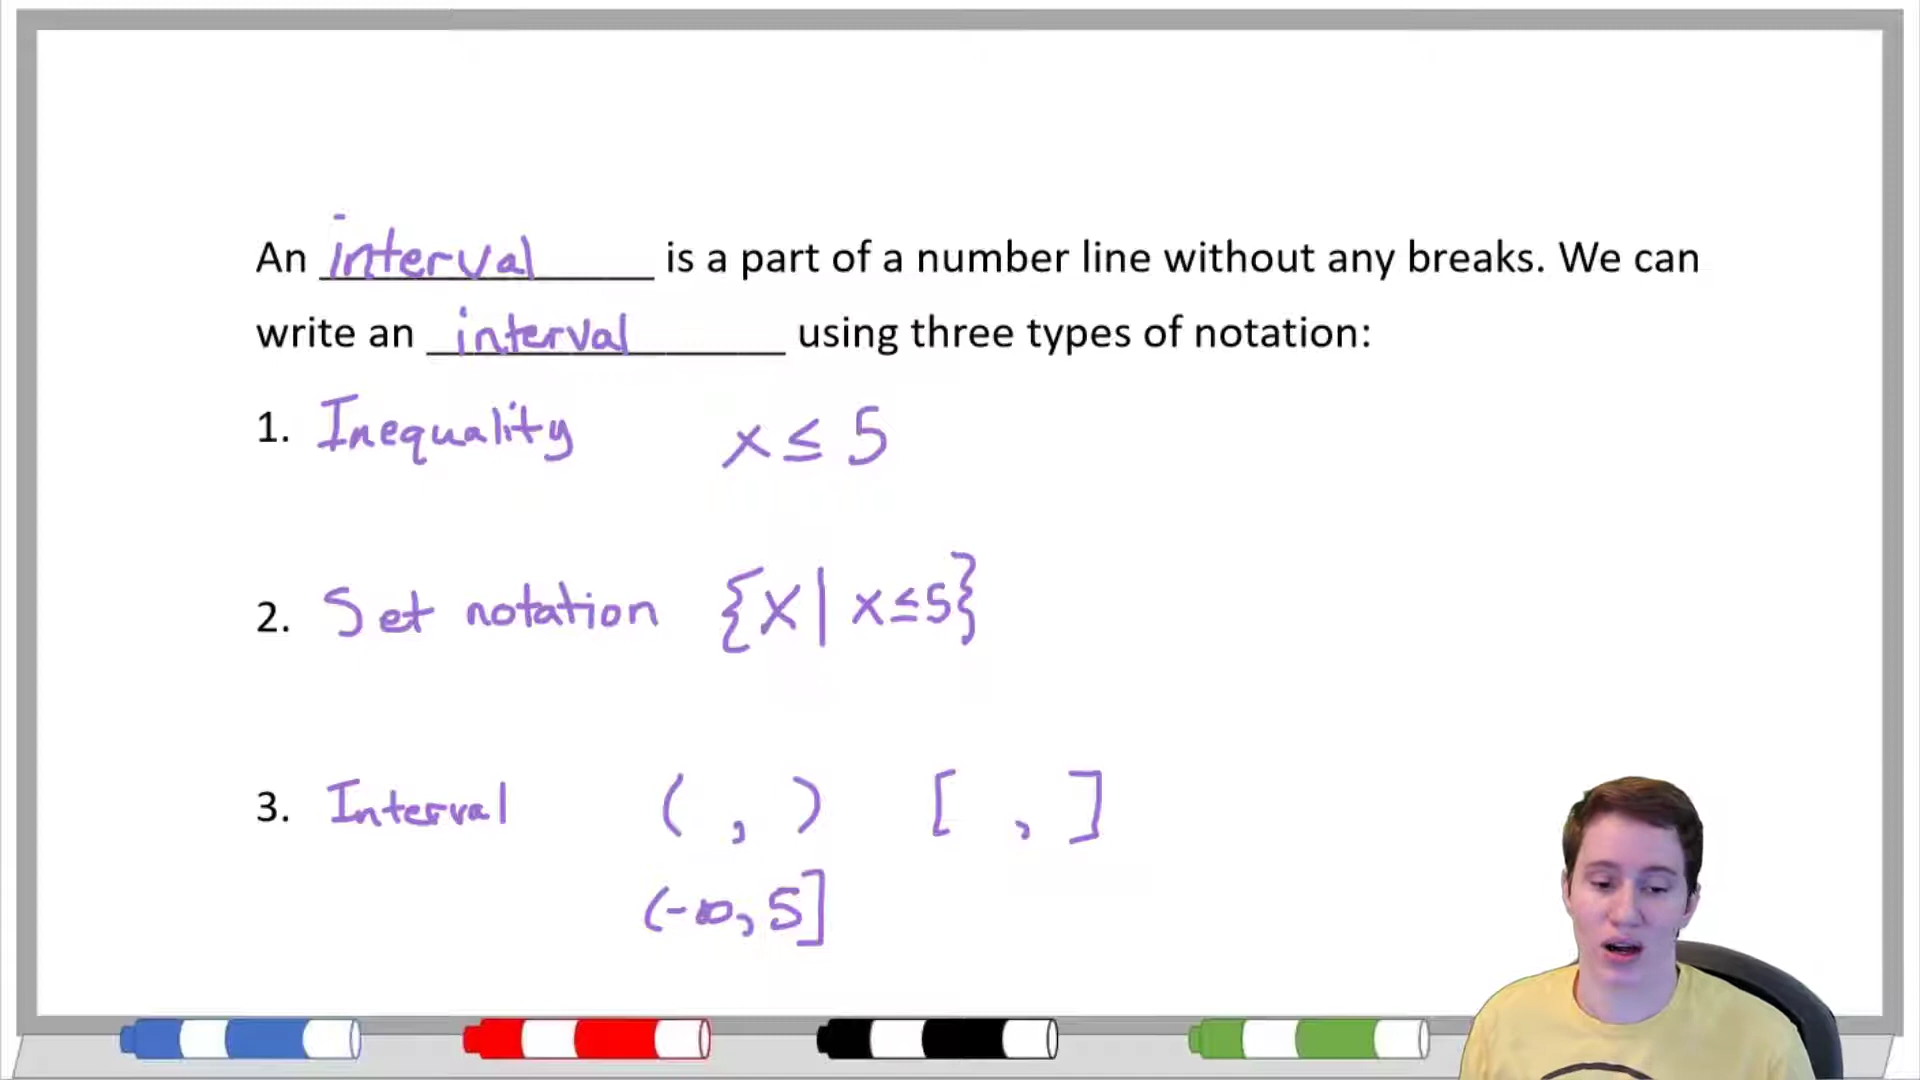 An interval is a part of a number line without any breaks. We can
write an interval using three types of notation:
1. Inequality x ≤ 5
2. Set notation {x | x ≤ 5}
3. Interval ( , ) [ , ]
(-∞, 5]